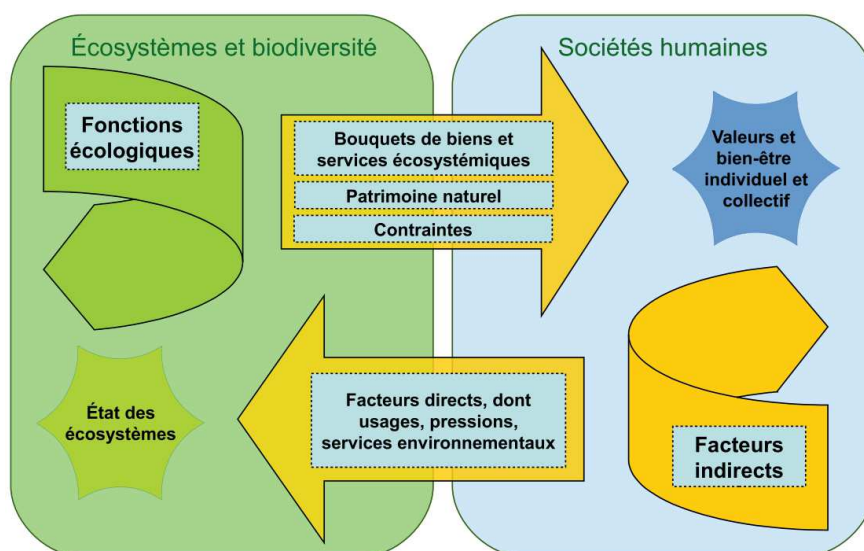 Écosystèmes et biodiversité
Sociétés humaines
Fonctions
écologiques
Bouquets de biens et
services écosystémiques
Patrimoine naturel
Contraintes
Valeurs et
bien-être
individuel et
collectif
État des
écosystèmes
Facteurs directs, dont
usages, pressions,
services environnementaux
Facteurs
indirects